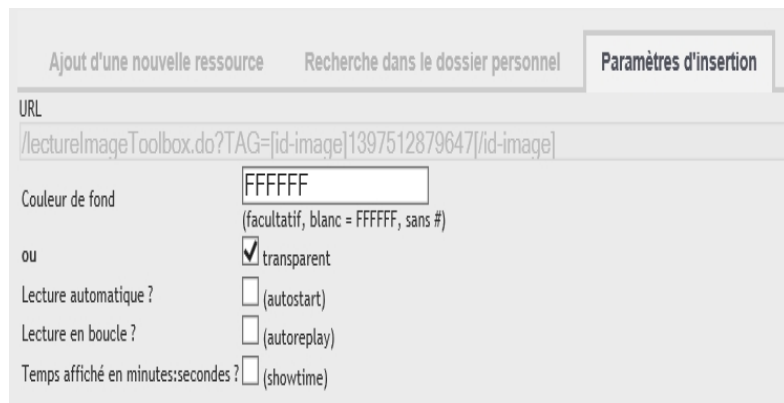 Ajout d'une nouvelle ressource Recherche dans le dossier personnel Paramètres d'insertion
URL
/lectureImageToolbox.do?TAG=[id-image]1397512879647[/id-image]
Couleur de fond FFFFFF
(facultatif, blanc = FFFFFF, sans #)
ou transparent
Lecture automatique ? (autostart)
Lecture en boucle ? (autoreplay)
Temps affiché en minutes:secondes ? (showtime)